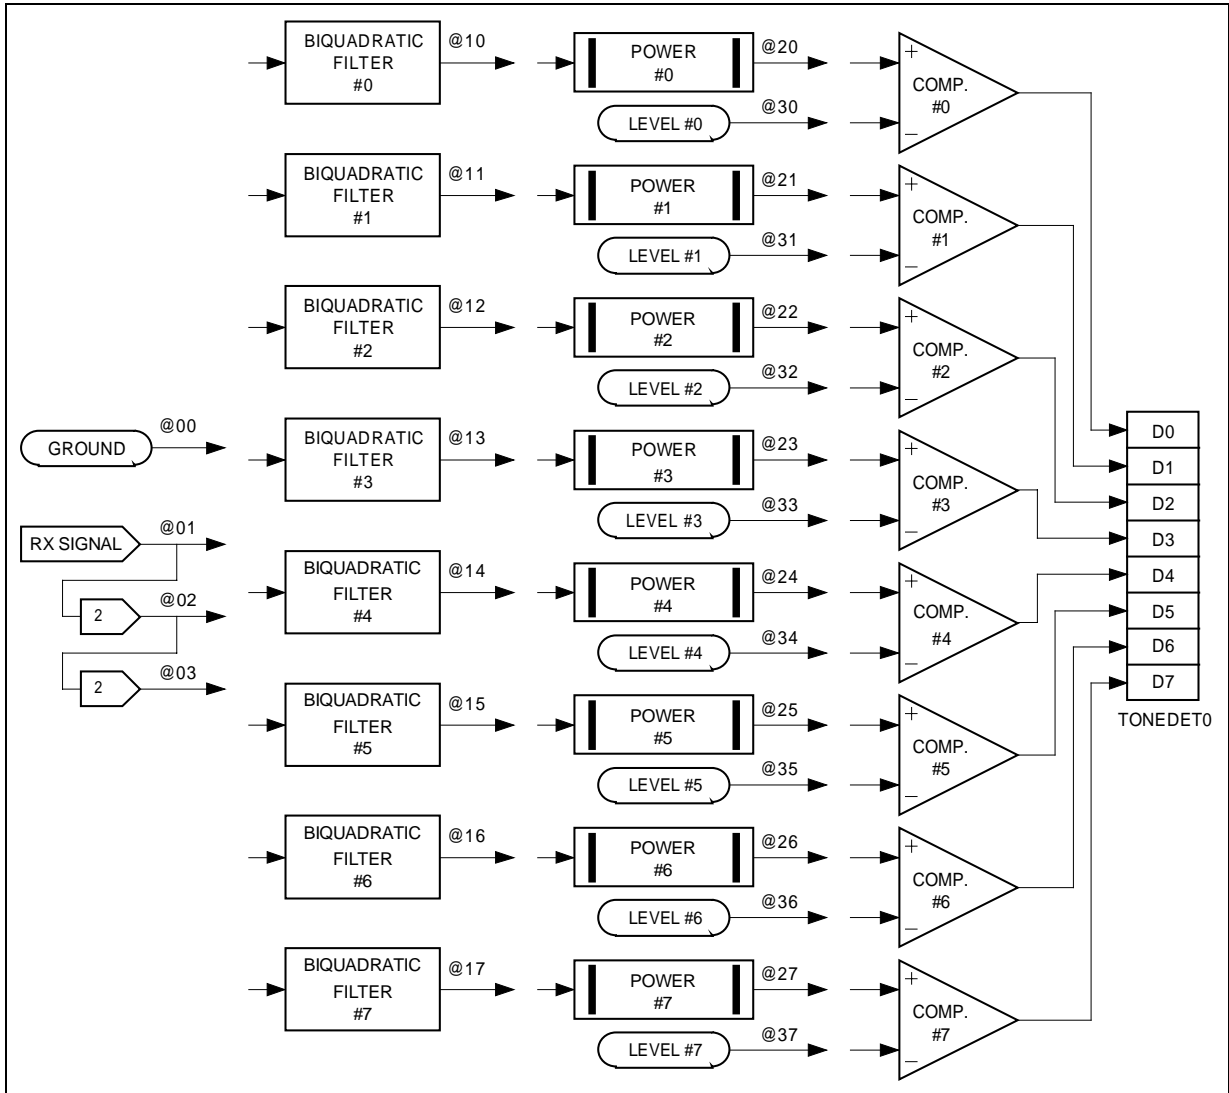 BIQUADRATIC
FILTER
#0
@10
POWER
#0
@20
LEVEL #0
@30
+
−
COMP.
#0
BIQUADRATIC
FILTER
#1
@11
POWER
#1
@21
LEVEL #1
@31
+
−
COMP.
#1
BIQUADRATIC
FILTER
#2
@12
POWER
#2
@22
LEVEL #2
@32
+
−
COMP.
#2
GROUND
@00
BIQUADRATIC
FILTER
#3
@13
POWER
#3
@23
LEVEL #3
@33
+
−
COMP.
#3
RX SIGNAL
@01
2
@02
2
@03
BIQUADRATIC
FILTER
#4
@14
POWER
#4
@24
LEVEL #4
@34
+
−
COMP.
#4
BIQUADRATIC
FILTER
#5
@15
POWER
#5
@25
LEVEL #5
@35
+
−
COMP.
#5
BIQUADRATIC
FILTER
#6
@16
POWER
#6
@26
LEVEL #6
@36
+
−
COMP.
#6
BIQUADRATIC
FILTER
#7
@17
POWER
#7
@27
LEVEL #7
@37
+
−
COMP.
#7
D0
D1
D2
D3
D4
D5
D6
D7
TONEDET0